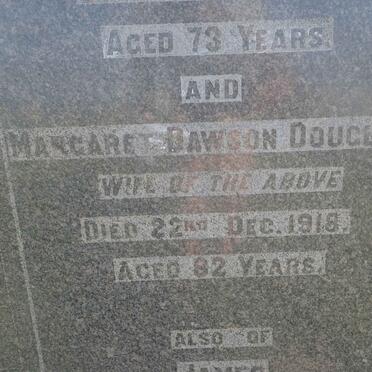 AGED 73 YEARS.
AND
MARGARET DAWSON DOUG
WIFE OF THE ABOVE
DIED 22ND DEC. 1918.
AGED 82 YEARS.
ALSO OF
JAMES